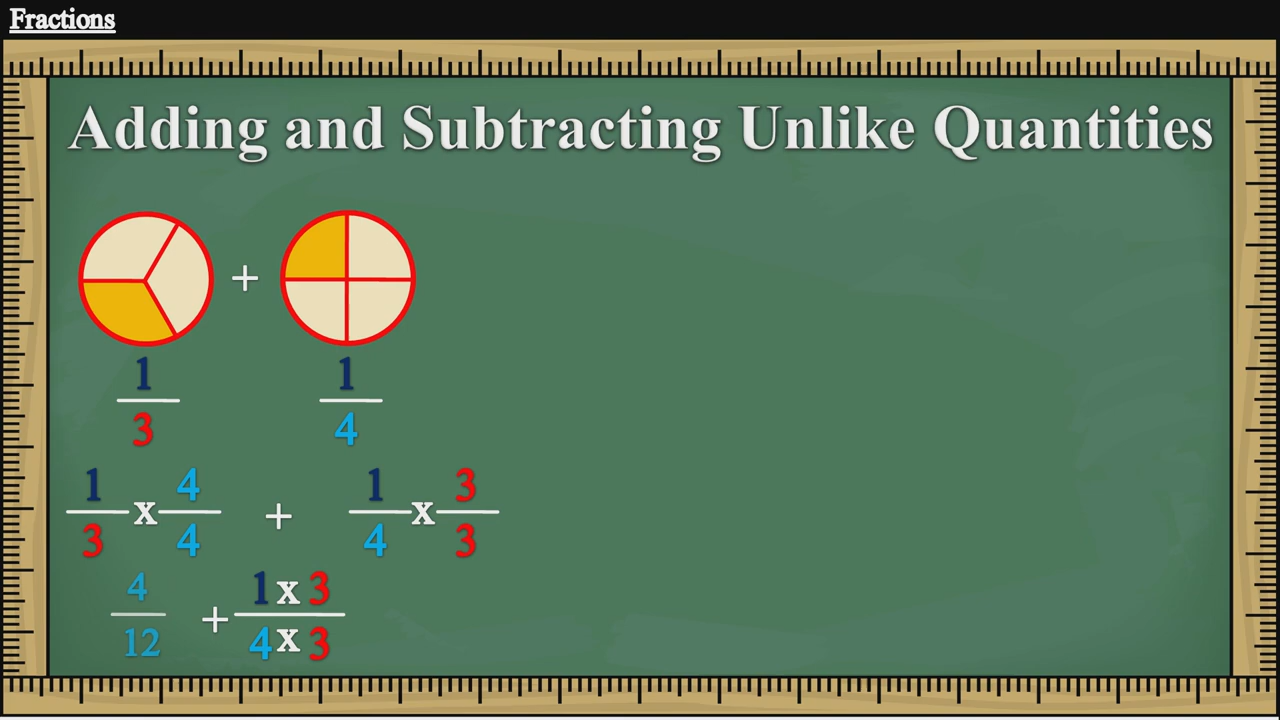 Fractions
Adding and Subtracting Unlike Quantities
+
1 1
3 4
1 4 1 3
x + x
3 4 4 3
4 1 x 3
+
12 4 x 3